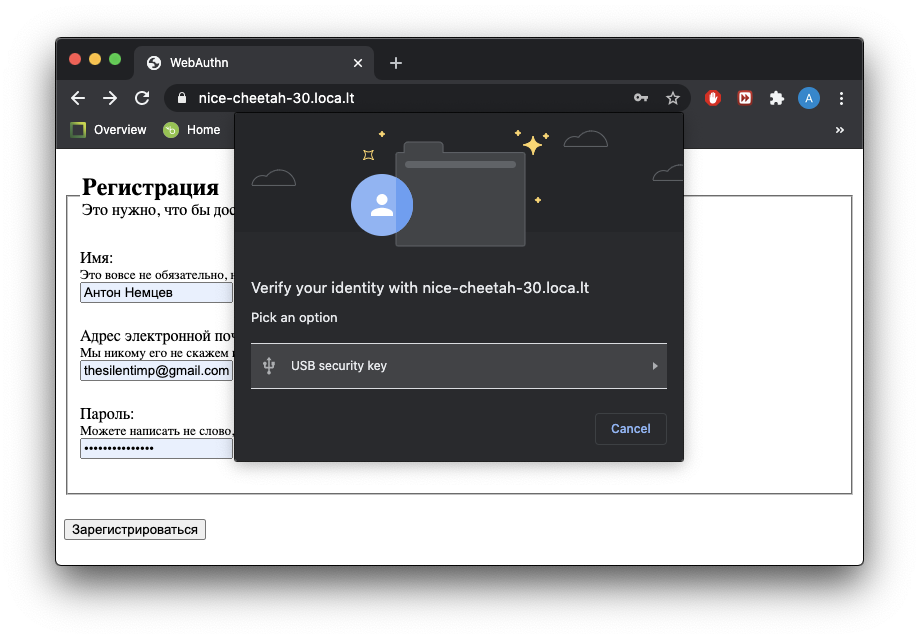 WebAuthn
nice-cheetah-30.loca.lt
A
Overview
Home
Регистрация
Это нужно, что бы дос
Имя:
Это вовсе не обязательно,
Антон Немцев
Адрес электронной поч
Мы никому его не скажем
thesilentimp@gmail.com
Пароль:
Можете написать не слово,
••••••••••••••
Зарегистрироваться
Verify your identity with nice-cheetah-30.loca.lt
Pick an option
USB security key
Cancel